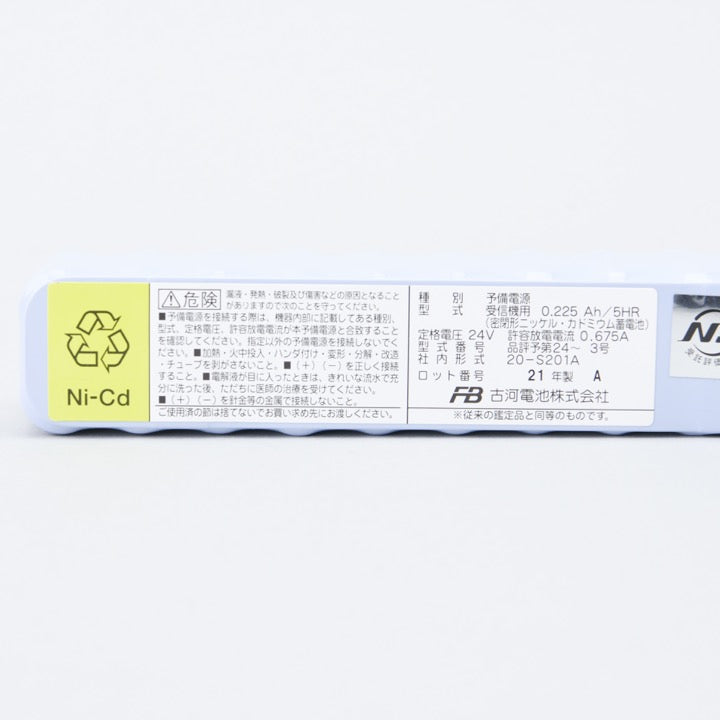 Ni-Cd
危険
漏液・発熱・破裂及び傷害などの原因となること
がありますので次のことを守ってください。
■予備電源を接続する際は、機器内部に記載してある種別、
型式、定格電圧、許容放電電流が本予備電源と合致すること
を確認してください。指定以外の予備電源を接続しないでく
ださい。■加熱・火中投入・ハンダ付け・変形・分解・改造
・チューブを剥がさないこと。■(+)(-)を正しく接続
すること。■電解液が目に入ったときは、きれいな流水で充
分に洗った後、ただちに医師の治療を受けてください。
■(+)(-)を針金等の金属で接続しないこと。
ご使用済の節は捨てないでお買い求め先にお渡しください。
種 別 予備電源
型 式 受信機用 0.225 Ah/5HR
(密閉形ニッケル・カドミウム蓄電池)
定格電圧 24V 許容放電電流 0.675A
型式番号 品評予第24~ 3号
社内形式 20-S201A
ロット番号 21年製 A
FB 古河電池株式会社
※従来の鑑定品と同等のものです。
受託評価